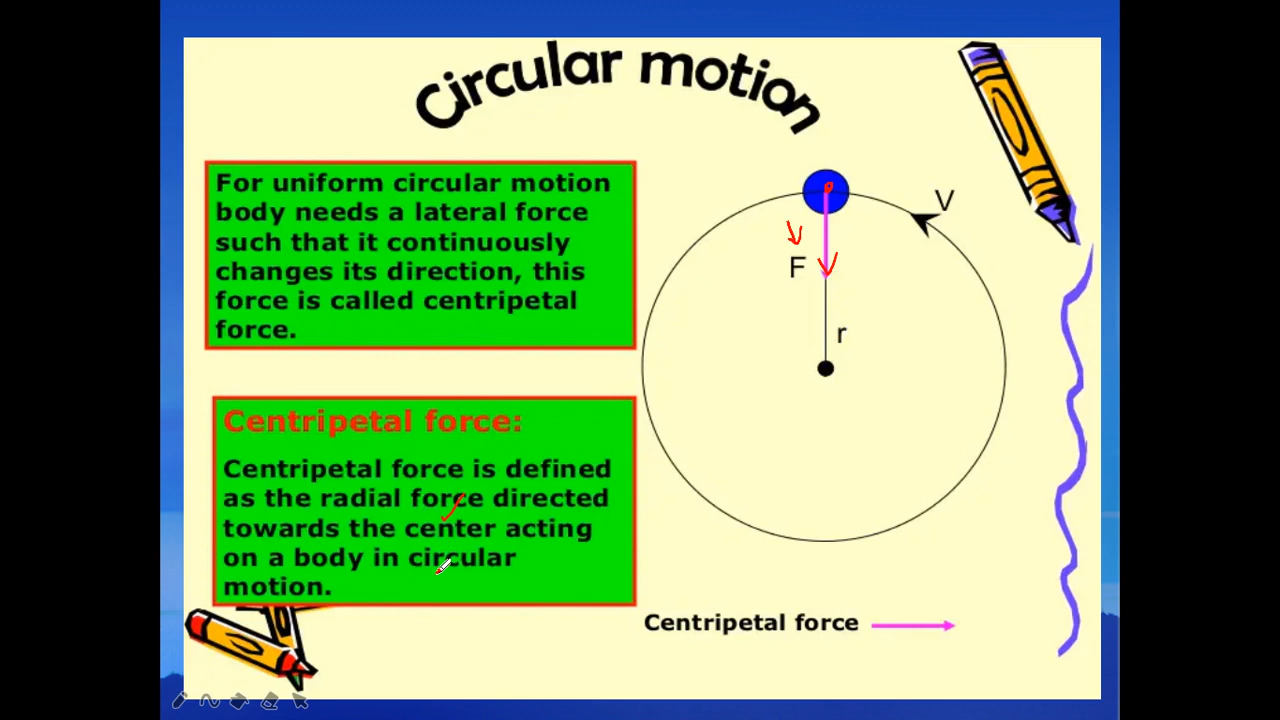 Circular motion
For uniform circular motion
body needs a lateral force
such that it continuously
changes its direction, this
force is called centripetal
force.
V
F
r
Centripetal force:
Centripetal force is defined
as the radial force directed
towards the center acting
on a body in circular
motion.
Centripetal force